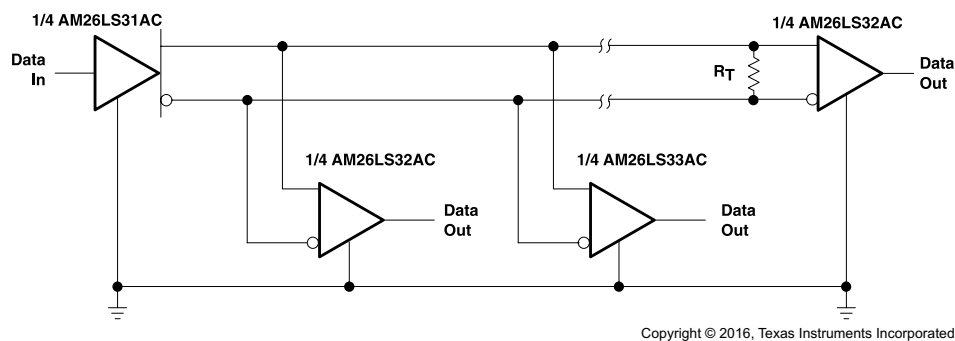 1/4 AM26LS31AC
1/4 AM26LS32AC
Data
In
RT
Data
Out
1/4 AM26LS32AC
1/4 AM26LS33AC
Data
Out
Data
Out
Copyright © 2016, Texas Instruments Incorporated